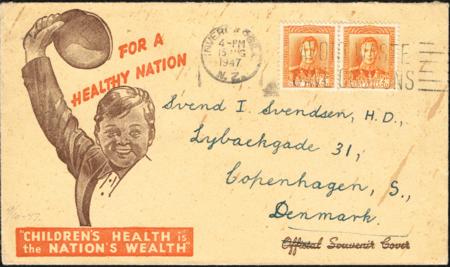 FOR A
HEALTHY NATION
4-PM
1947
N.Z.
Svend I Svendsen, H.D.,
Lybækgade 31,
Copenhagen, S.,
Denmark.
"CHILDREN'S HEALTH is
the NATION'S WEALTH"
Official Souvenir Cover